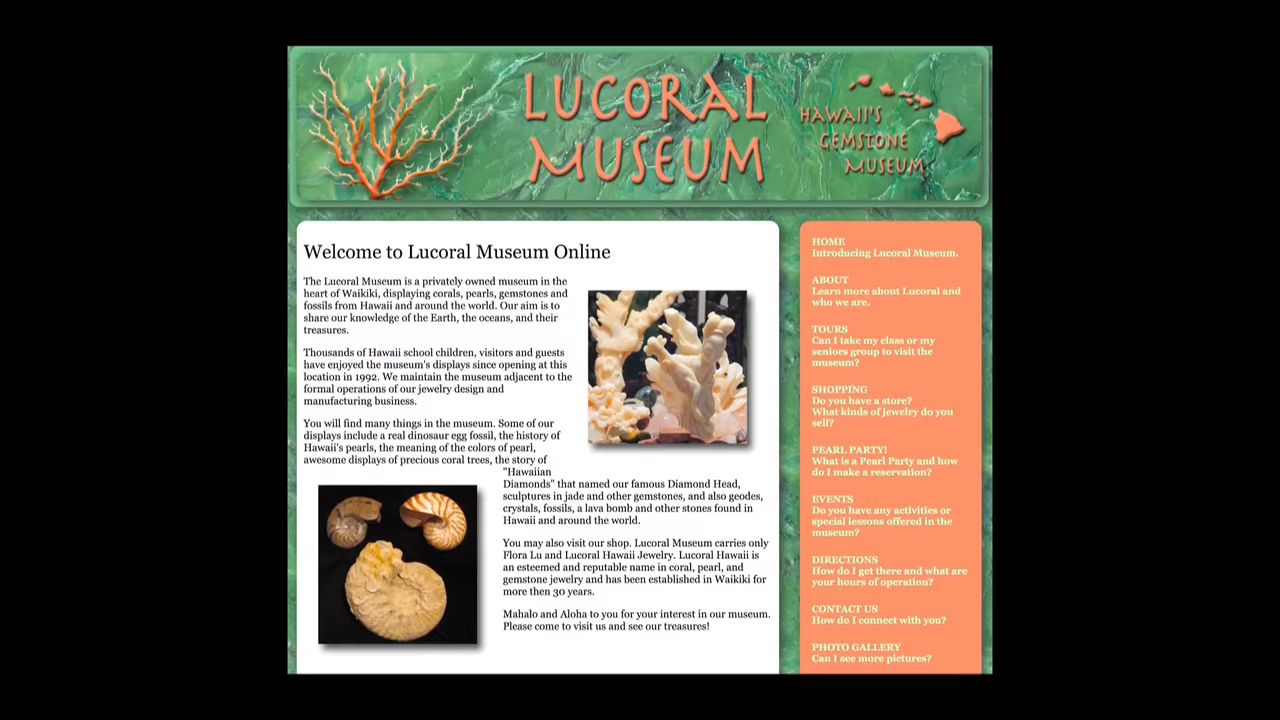 LUCORAL
MUSEUM
HAWAII'S
GEMSTONE
MUSEUM
Welcome to Lucoral Museum Online
The Lucoral Museum is a privately owned museum in the
heart of Waikiki, displaying corals, pearls, gemstones and
fossils from Hawaii and around the world. Our aim is to
share our knowledge of the Earth, the oceans, and their
treasures.
Thousands of Hawaii school children, visitors and guests
have enjoyed the museum's displays since opening at this
location in 1992. We maintain the museum adjacent to the
formal operations of our jewelry design and
manufacturing business.
You will find many things in the museum. Some of our
displays include a real dinosaur egg fossil, the history of
Hawaii's pearls, the meaning of the colors of pearl,
awesome displays of precious coral trees, the story of
"Hawaiian
Diamonds" that named our famous Diamond Head,
sculptures in jade and other gemstones, and also geodes,
crystals, fossils, a lava bomb and other stones found in
Hawaii and around the world.
You may also visit our shop. Lucoral Museum carries only
Flora Lu and Lucoral Hawaii Jewelry. Lucoral Hawaii is
an esteemed and reputable name in coral, pearl, and
gemstone jewelry and has been established in Waikiki for
more then 30 years.
Mahalo and Aloha to you for your interest in our museum.
Please come to visit us and see our treasures!
HOME
Introducing Lucoral Museum.
ABOUT
Learn more about Lucoral and
who we are.
TOURS
Can I take my class or my
seniors group to visit the
museum?
SHOPPING
Do you have a store?
What kinds of jewelry do you
sell?
PEARL PARTY!
What is a Pearl Party and how
do I make a reservation?
EVENTS
Do you have any activities or
special lessons offered in the
museum?
DIRECTIONS
How do I get there and what are
your hours of operation?
CONTACT US
How do I connect with you?
PHOTO GALLERY
Can I see more pictures?